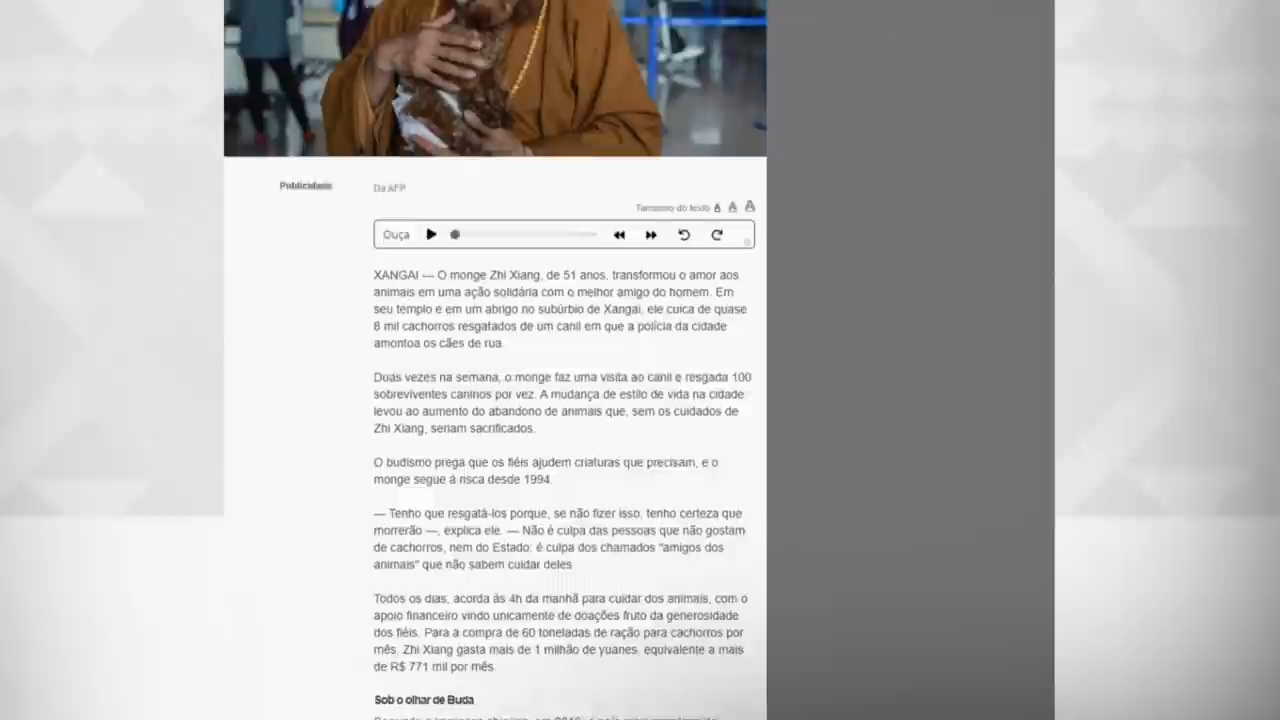 Publicidade
Da AFP
Tamanho do texto A A A
Ouça
XANGAI — O monge Zhi Xiang, de 51 anos, transformou o amor aos
animais em uma ação solidária com o melhor amigo do homem. Em
seu templo e em um abrigo no subúrbio de Xangai, ele cuica de quase
8 mil cachorros resgatados de um canil em que a polícia da cidade
amontoa os cães de rua.
Duas vezes na semana, o monge faz uma visita ao canil e resgada 100
sobreviventes caninos por vez. A mudança de estilo de vida na cidade
levou ao aumento do abandono de animais que, sem os cuidados de
Zhi Xiang, seriam sacrificados.
O budismo prega que os fiéis ajudem criaturas que precisam, e o
monge segue à risca desde 1994.
— Tenho que resgatá-los porque, se não fizer isso, tenho certeza que
morrerão —, explica ele. — Não é culpa das pessoas que não gostam
de cachorros, nem do Estado: é culpa dos chamados "amigos dos
animais" que não sabem cuidar deles.
Todos os dias, acorda às 4h da manhã para cuidar dos animais, com o
apoio financeiro vindo unicamente de doações fruto da generosidade
dos fiéis. Para a compra de 60 toneladas de ração para cachorros por
mês, Zhi Xiang gasta mais de 1 milhão de yuanes, equivalente a mais
de R$ 771 mil por mês.
Sob o olhar de Buda